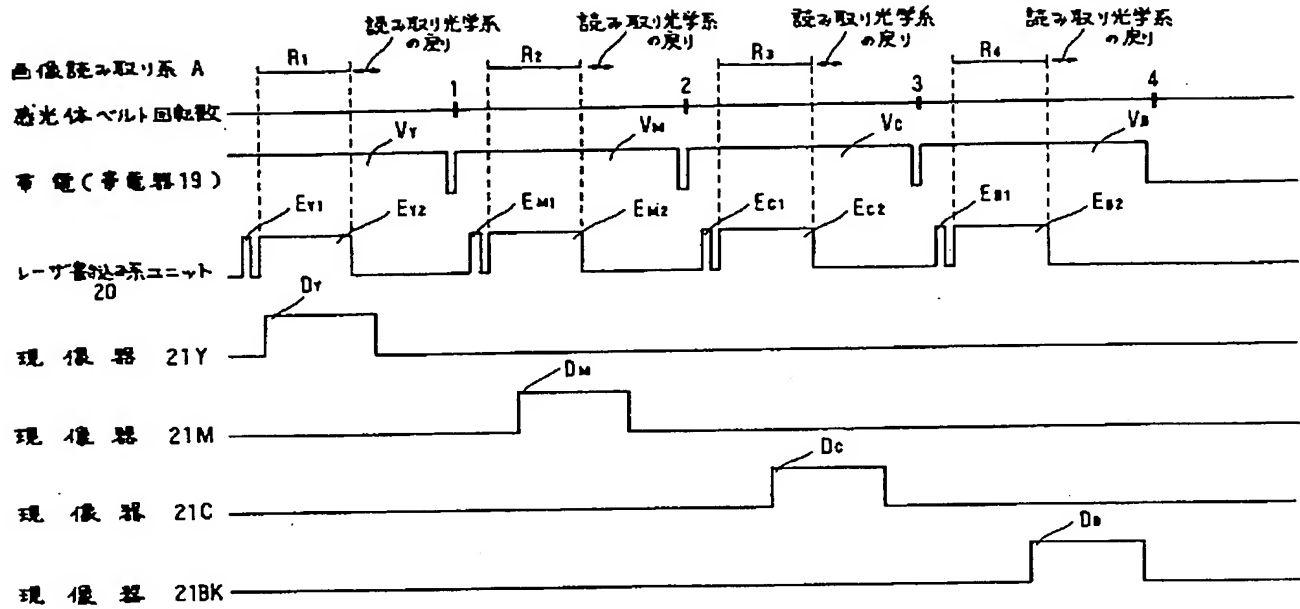 読み取り光学系の戻り
読み取り光学系の戻り
読み取り光学系の戻り
読み取り光学系の戻り
画像読み取り系 A
R1
R2
R3
R4
感光体ベルト回転数
1
2
3
4
帯電(帯電器19)
VY
VM
VC
VB
EY1
EY2
EM1
EM2
EC1
EC2
EB1
EB2
レーザ書き込み系ユニット
20
DY
現像器 21Y
DM
現像器 21M
DC
現像器 21C
DB
現像器 21BK